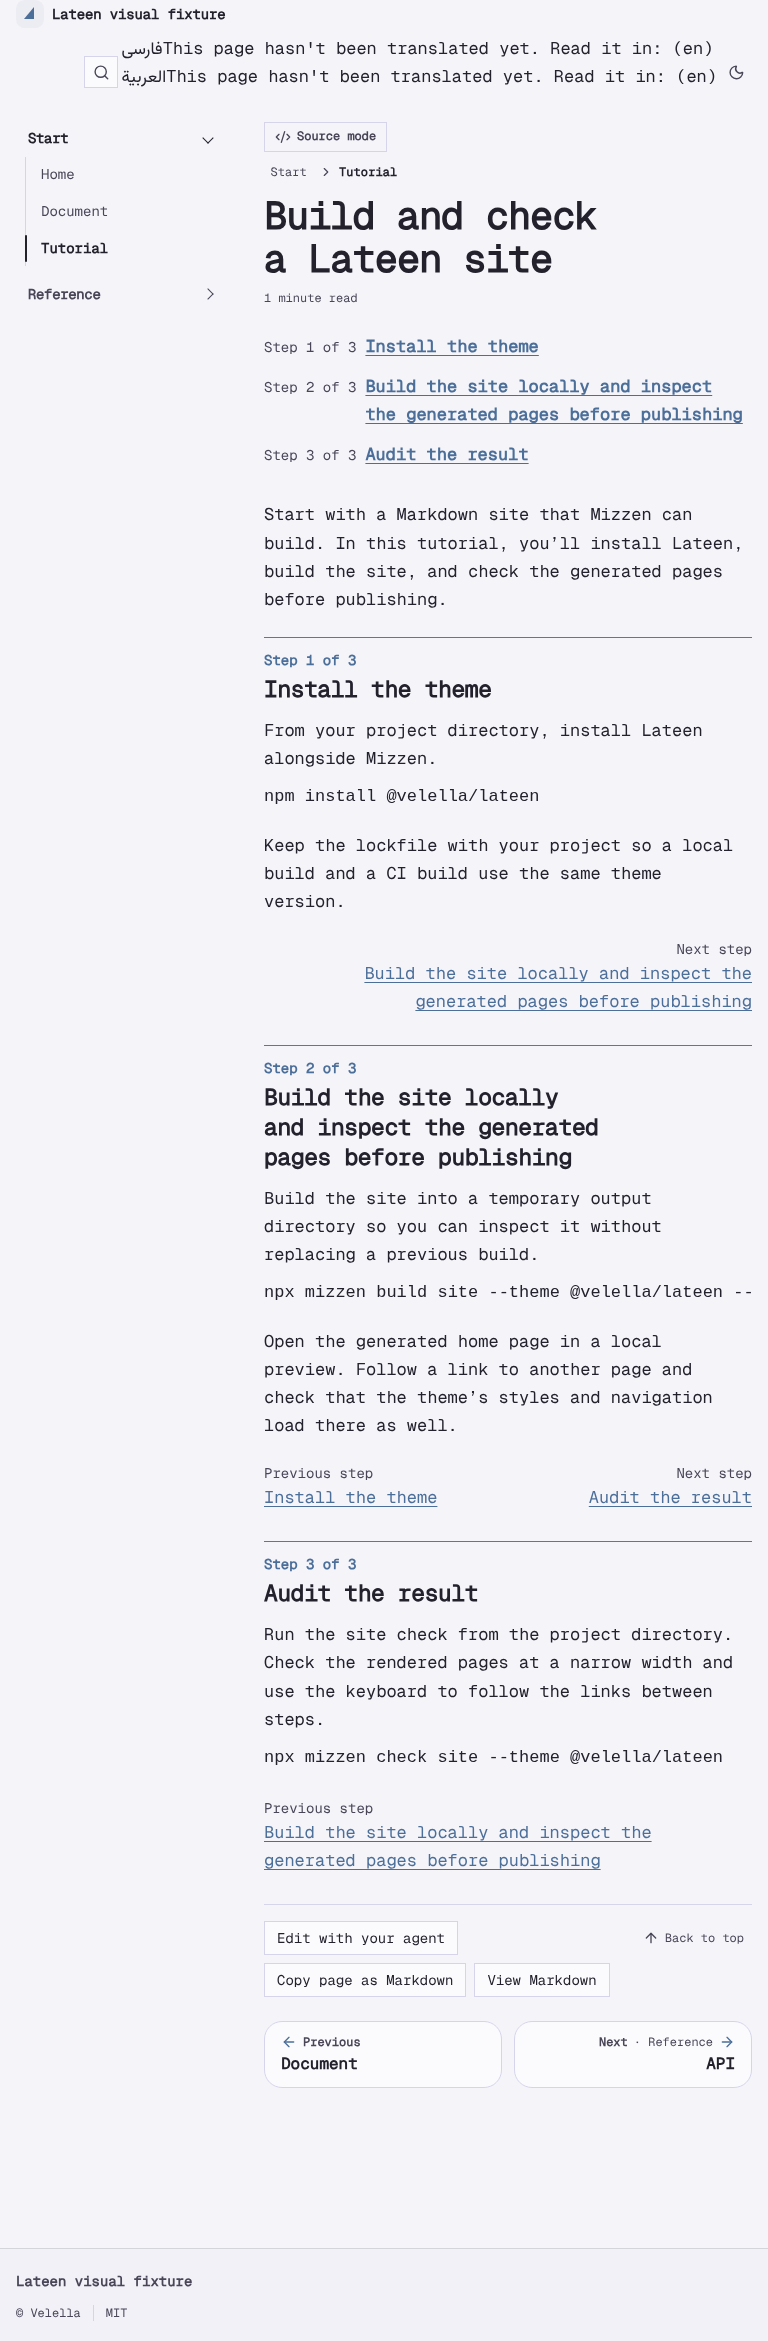 Lateen visual fixture
فارسیThis page hasn't been translated yet. Read it in: (en)
العربيةThis page hasn't been translated yet. Read it in: (en)
Start
Home
Document
Tutorial
Reference
Source mode
Start > Tutorial
Build and check
a Lateen site
1 minute read
Step 1 of 3 Install the theme
Step 2 of 3 Build the site locally and inspect
the generated pages before publishing
Step 3 of 3 Audit the result
Start with a Markdown site that Mizzen can
build. In this tutorial, you’ll install Lateen,
build the site, and check the generated pages
before publishing.
Step 1 of 3
Install the theme
From your project directory, install Lateen
alongside Mizzen.
npm install @velella/lateen
Keep the lockfile with your project so a local
build and a CI build use the same theme
version.
Next step
Build the site locally and inspect the
generated pages before publishing
Step 2 of 3
Build the site locally
and inspect the generated
pages before publishing
Build the site into a temporary output
directory so you can inspect it without
replacing a previous build.
npx mizzen build site --theme @velella/lateen --
Open the generated home page in a local
preview. Follow a link to another page and
check that the theme’s styles and navigation
load there as well.
Previous step
Install the theme
Next step
Audit the result
Step 3 of 3
Audit the result
Run the site check from the project directory.
Check the rendered pages at a narrow width and
use the keyboard to follow the links between
steps.
npx mizzen check site --theme @velella/lateen
Previous step
Build the site locally and inspect the
generated pages before publishing
Edit with your agent
Back to top
Copy page as Markdown
View Markdown
Previous
Document
Next · Reference
API
Lateen visual fixture
© Velella
MIT